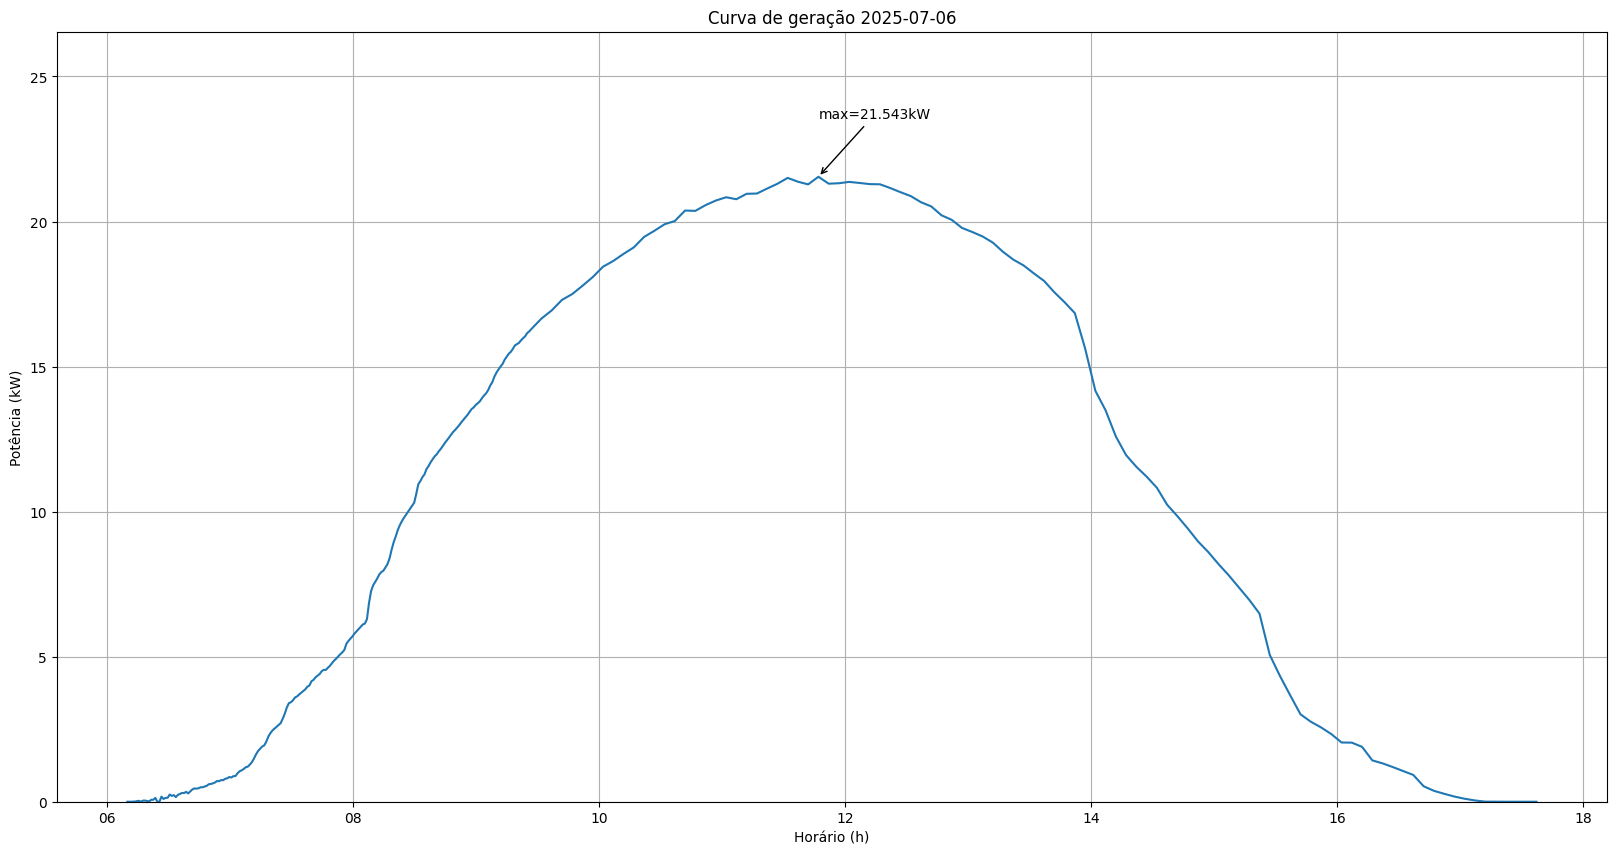 Curva de geração 2025-07-06
25
max=21.543kW
20
15
Potência (kW)
10
5
0
06 08 10 12 14 16 18
Horário (h)